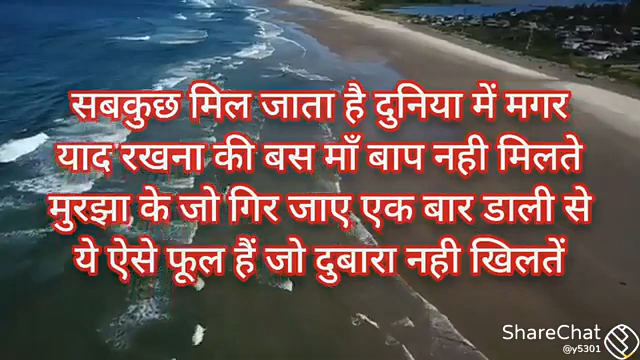 सबकुछ मिल जाता है दुनिया में मगर
याद रखना की बस माँ बाप नही मिलते
मुरझा के जो गिर जाए एक बार डाली से
ये ऐसे फूल हैं जो दुबारा नही खिलतें
ShareChat
@y5301